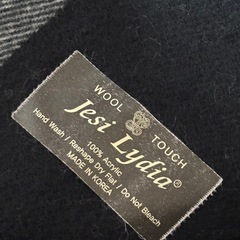 WOOL TOUCH
Jesi Lydia®
100% Acrylic
Hand Wash / Reshape Dry Flat / Do Not Bleach
MADE IN KOREA